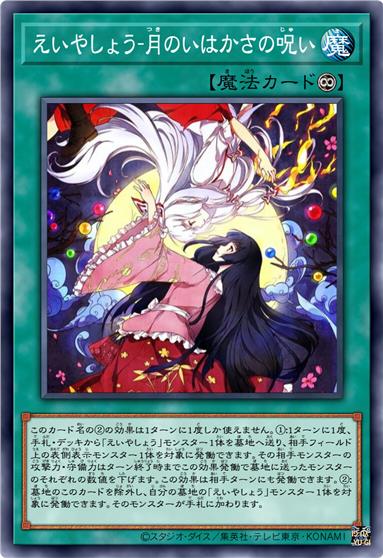 えいやしょう-月のいはかさの呪い 魔
【魔法カード】
このカード名の②の効果は1ターンに1度しか使えません。①:1ターンに1度、
手札・デッキから「えいやしょう」モンスター1体を墓地へ送り、相手フィールド
上の表側表示モンスター1体を対象に発動できます。その相手モンスターの
攻撃力・守備力はターン終了時までこの効果発動で墓地に送ったモンスター
のそれぞれの数値を下げます。この効果は相手ターンにも発動できます。②:
墓地のこのカードを除外し、自分の墓地の「えいやしょう」モンスター1体を対
象に発動できます。そのモンスターが手札に加わります。
©スタジオ・ダイス／集英社・テレビ東京・KONAMI